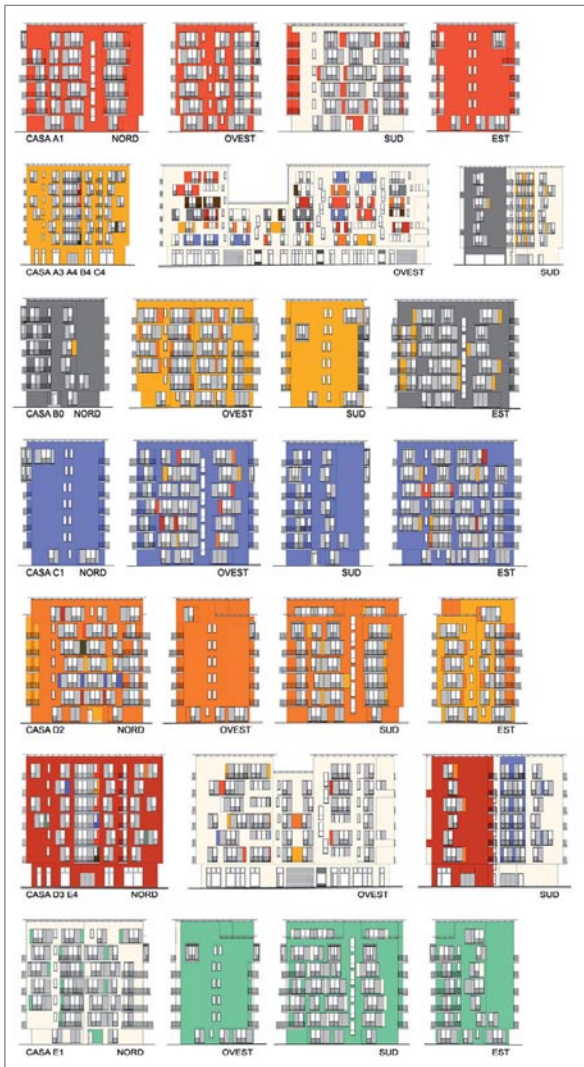 CASA A1 NORD OVEST SUD EST
CASA A3 A4 B4 C4 OVEST SUD
CASA B0 NORD OVEST SUD EST
CASA C1 NORD OVEST SUD EST
CASA D2 NORD OVEST SUD EST
CASA D3 E4 NORD OVEST SUD
CASA E1 NORD OVEST SUD EST